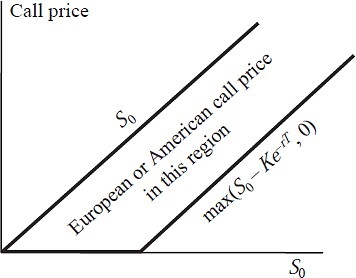 Call price
S₀
European or American call price
in this region
max(S₀ – Ke⁻ʳᵀ, 0)
S₀